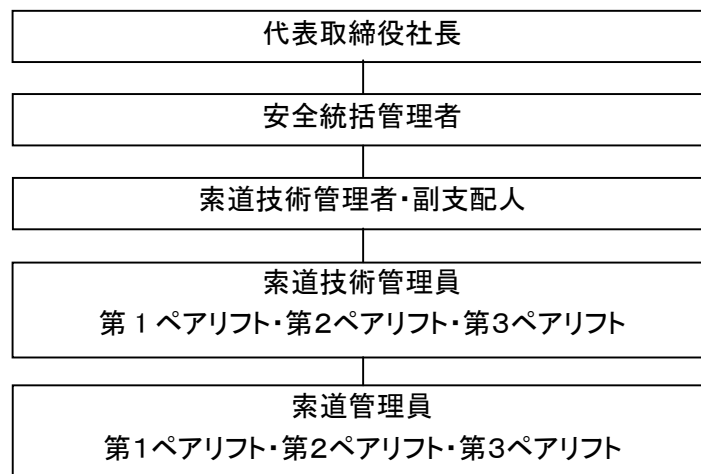 代表取締役社長
安全統括管理者
索道技術管理者・副支配人
索道技術管理員
第１ペアリフト・第２ペアリフト・第３ペアリフト
索道管理員
第１ペアリフト・第２ペアリフト・第３ペアリフト